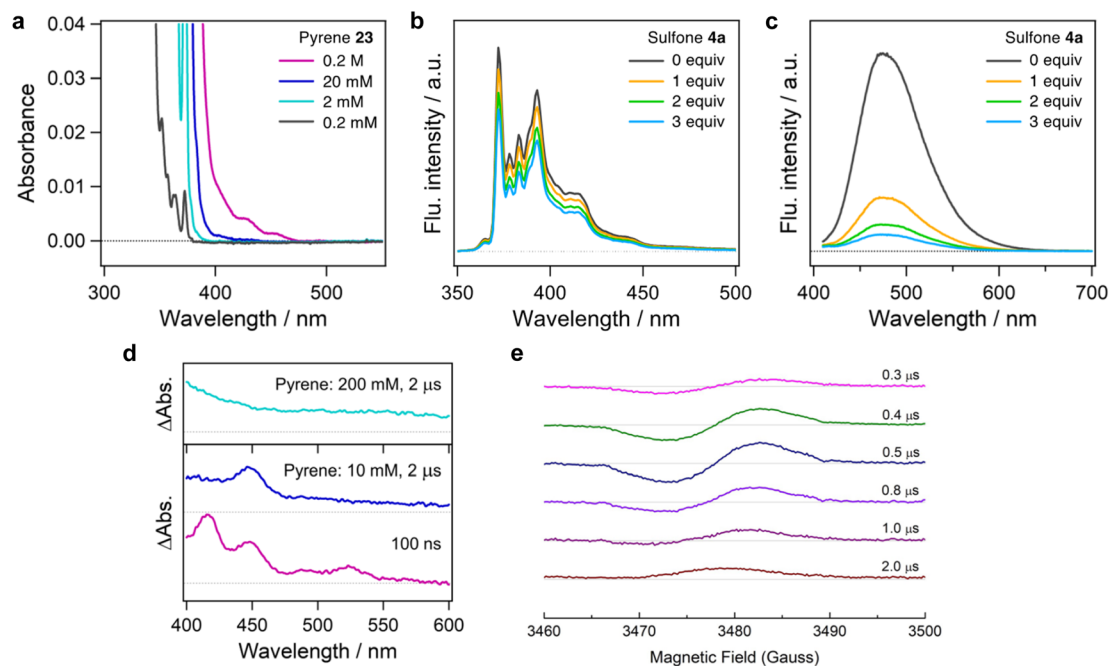 a
Pyrene 23
0.2 M
20 mM
2 mM
0.2 mM
0.04
0.03
0.02
0.01
0.00
Absorbance
300 400 500
Wavelength / nm
b
Sulfone 4a
0 equiv
1 equiv
2 equiv
3 equiv
Flu. intensity / a.u.
350 400 450 500
Wavelength / nm
c
Sulfone 4a
0 equiv
1 equiv
2 equiv
3 equiv
Flu. intensity / a.u.
400 500 600 700
Wavelength / nm
d
Pyrene: 200 mM, 2 µs
ΔAbs.
Pyrene: 10 mM, 2 µs
100 ns
ΔAbs.
400 450 500 550 600
Wavelength / nm
e
0.3 µs
0.4 µs
0.5 µs
0.8 µs
1.0 µs
2.0 µs
3460 3470 3480 3490 3500
Magnetic Field (Gauss)